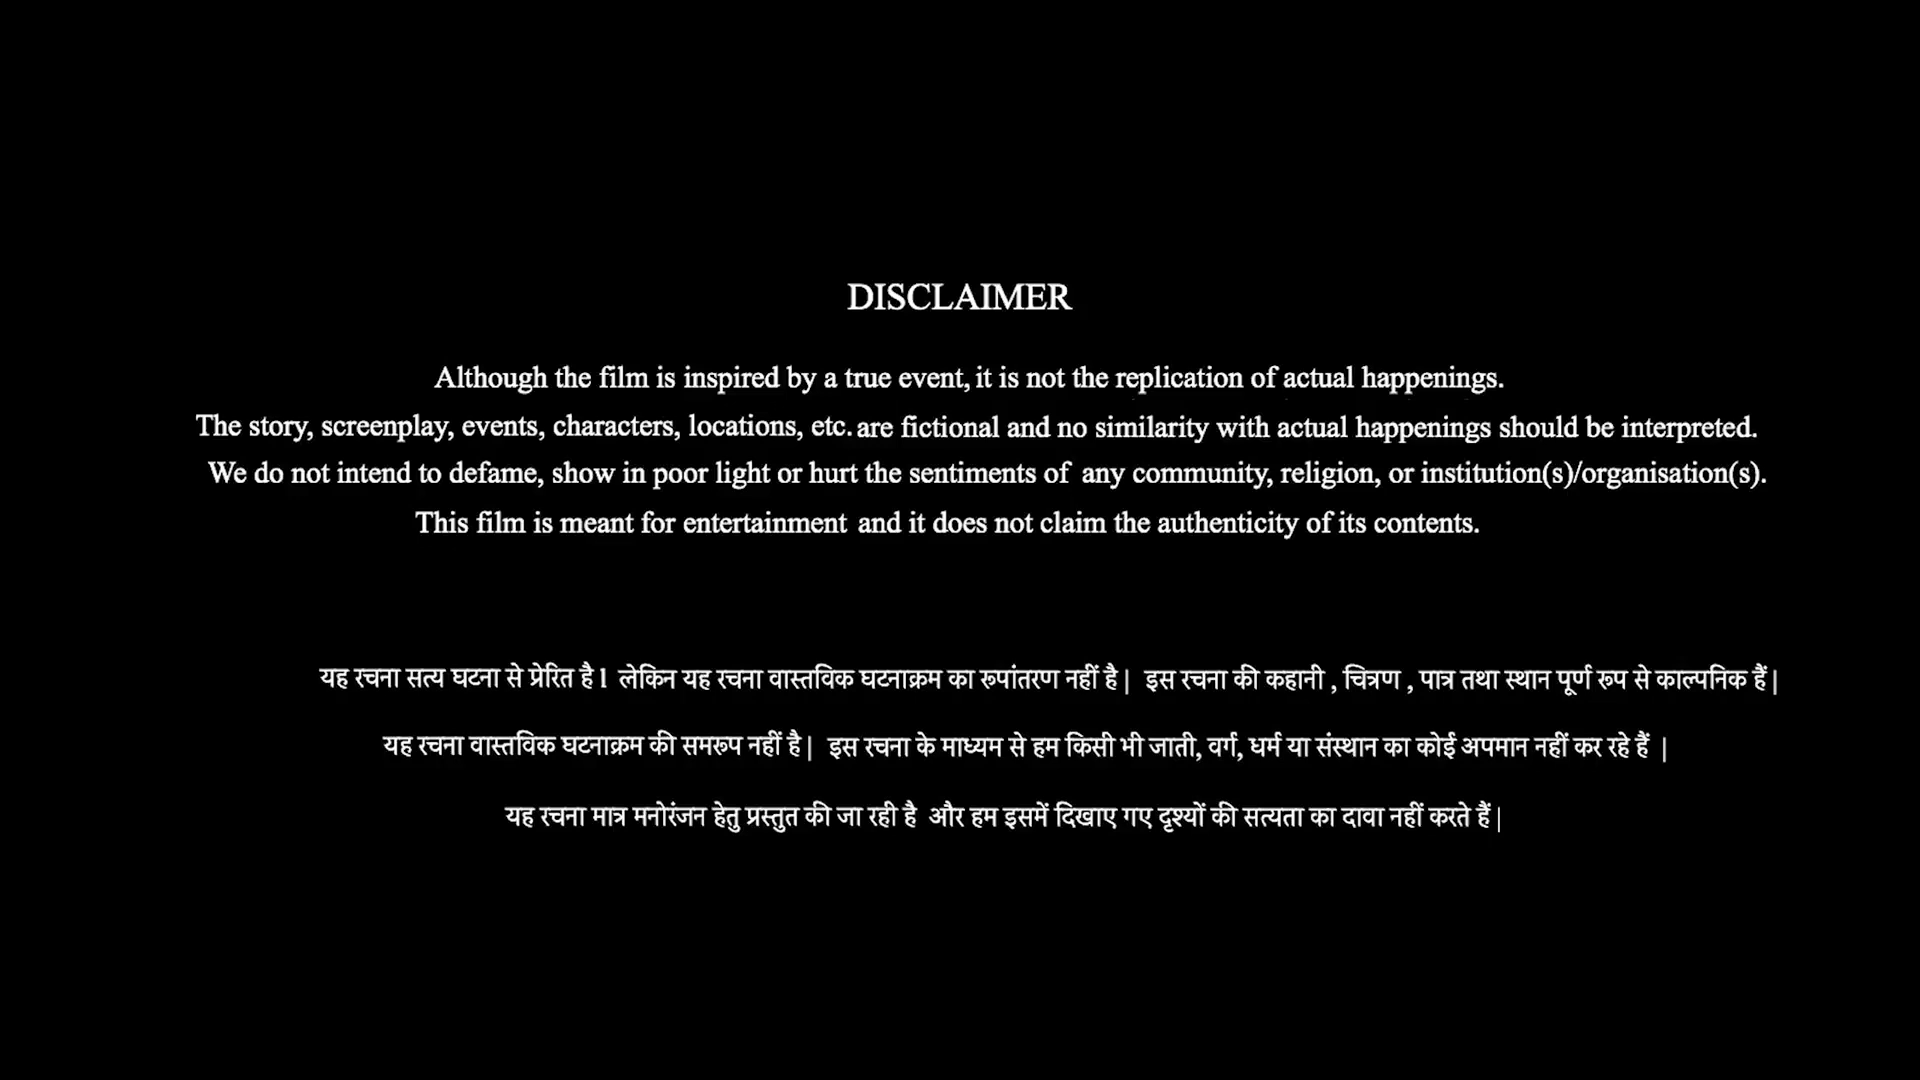 DISCLAIMER
Although the film is inspired by a true event, it is not the replication of actual happenings.
The story, screenplay, events, characters, locations, etc. are fictional and no similarity with actual happenings should be interpreted.
We do not intend to defame, show in poor light or hurt the sentiments of any community, religion, or institution(s)/organisation(s).
This film is meant for entertainment and it does not claim the authenticity of its contents.
यह रचना सत्य घटना से प्रेरित है l लेकिन यह रचना वास्तविक घटनाक्रम का रूपांतरण नहीं है | इस रचना की कहानी , चित्रण , पात्र तथा स्थान पूर्ण रूप से काल्पनिक हैं |
यह रचना वास्तविक घटनाक्रम की समरूप नहीं है | इस रचना के माध्यम से हम किसी भी जाती, वर्ग, धर्म या संस्थान का कोई अपमान नहीं कर रहे हैं |
यह रचना मात्र मनोरंजन हेतु प्रस्तुत की जा रही है और हम इसमें दिखाए गए दृश्यों की सत्यता का दावा नहीं करते हैं |